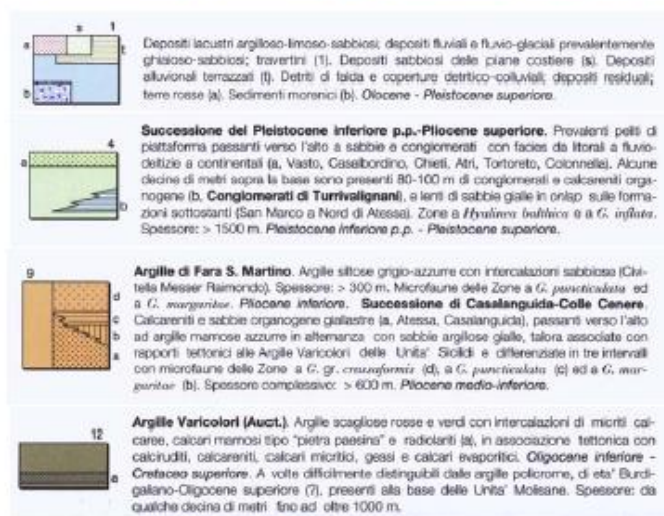 s 1
a
t
b
Depositi lacustri argilloso-limoso-sabbiosi; depositi fluviali e fluvio-glaciali prevalentemente
ghiaioso-sabbiosi; travertini (1). Depositi sabbiosi delle piane costiere (s). Depositi
alluvionali terrazzati (t). Detriti di falda e coperture detritico-colluviali; depositi residuali;
terre rosse (a). Sedimenti morenici (b). Olocene - Pleistocene superiore.
4
a
b
Successione del Pleistocene inferiore p.p.-Pliocene superiore. Prevalenti peliti di
piattaforma passanti verso l'alto a sabbie e conglomerati con facies da litorali a fluvio-
deltizie a continentali (a, Vasto, Casalbordino, Chieti, Atri, Tortoreto, Colonnella). Alcune
decine di metri sopra la base sono presenti 80-100 m di conglomerati e calcareniti orga-
nogene (b, Conglomerati di Turrivalignani), e lenti di sabbie gialle in onlap sulle forma-
zioni sottostanti (San Marco a Nord di Atessa). Zone a Hyalinea balthica e a G. inflata.
Spessore: > 1500 m. Pleistocene inferiore p.p. - Pleistocene superiore.
9
d
c
b
a
Argille di Fara S. Martino. Argille siltose grigio-azzurre con intercalazioni sabbiose (Civi-
tella Messer Raimondo). Spessore: > 300 m. Microfaune delle Zone a G. puncticulata ed
a G. margaritae. Pliocene inferiore. Successione di Casalanguida-Colle Cenere.
Calcareniti e sabbie organogene giallastre (a, Atessa, Casalanguida), passanti verso l'alto
ad argille marnose azzurre in alternanza con sabbie argillose gialle, talora associate con
rapporti tettonici alle Argille Varicolori delle Unita' Sicilidi e differenziate in tre intervalli
con microfaune delle Zone a G. gr. crassaformis (d), a G. puncticulata (c) ed a G. mar-
garitae (b). Spessore complessivo: > 600 m. Pliocene medio-inferiore.
12
a
Argille Varicolori (Auct.). Argille scagliose rosse e verdi con intercalazioni di micriti cal-
caree, calcari marnosi tipo "pietra paesina" e radiolariti (a), in associazione tettonica con
calciruditi, calcareniti, calcari micritici, gessi e calcari evaporitici. Oligocene inferiore -
Cretaceo superiore. A volte difficilmente distinguibili dalle argille policrome, di eta' Burdi-
galiano-Oligocene superiore (?), presenti alla base delle Unita' Molisane. Spessore: da
qualche decina di metri fino ad oltre 1000 m.